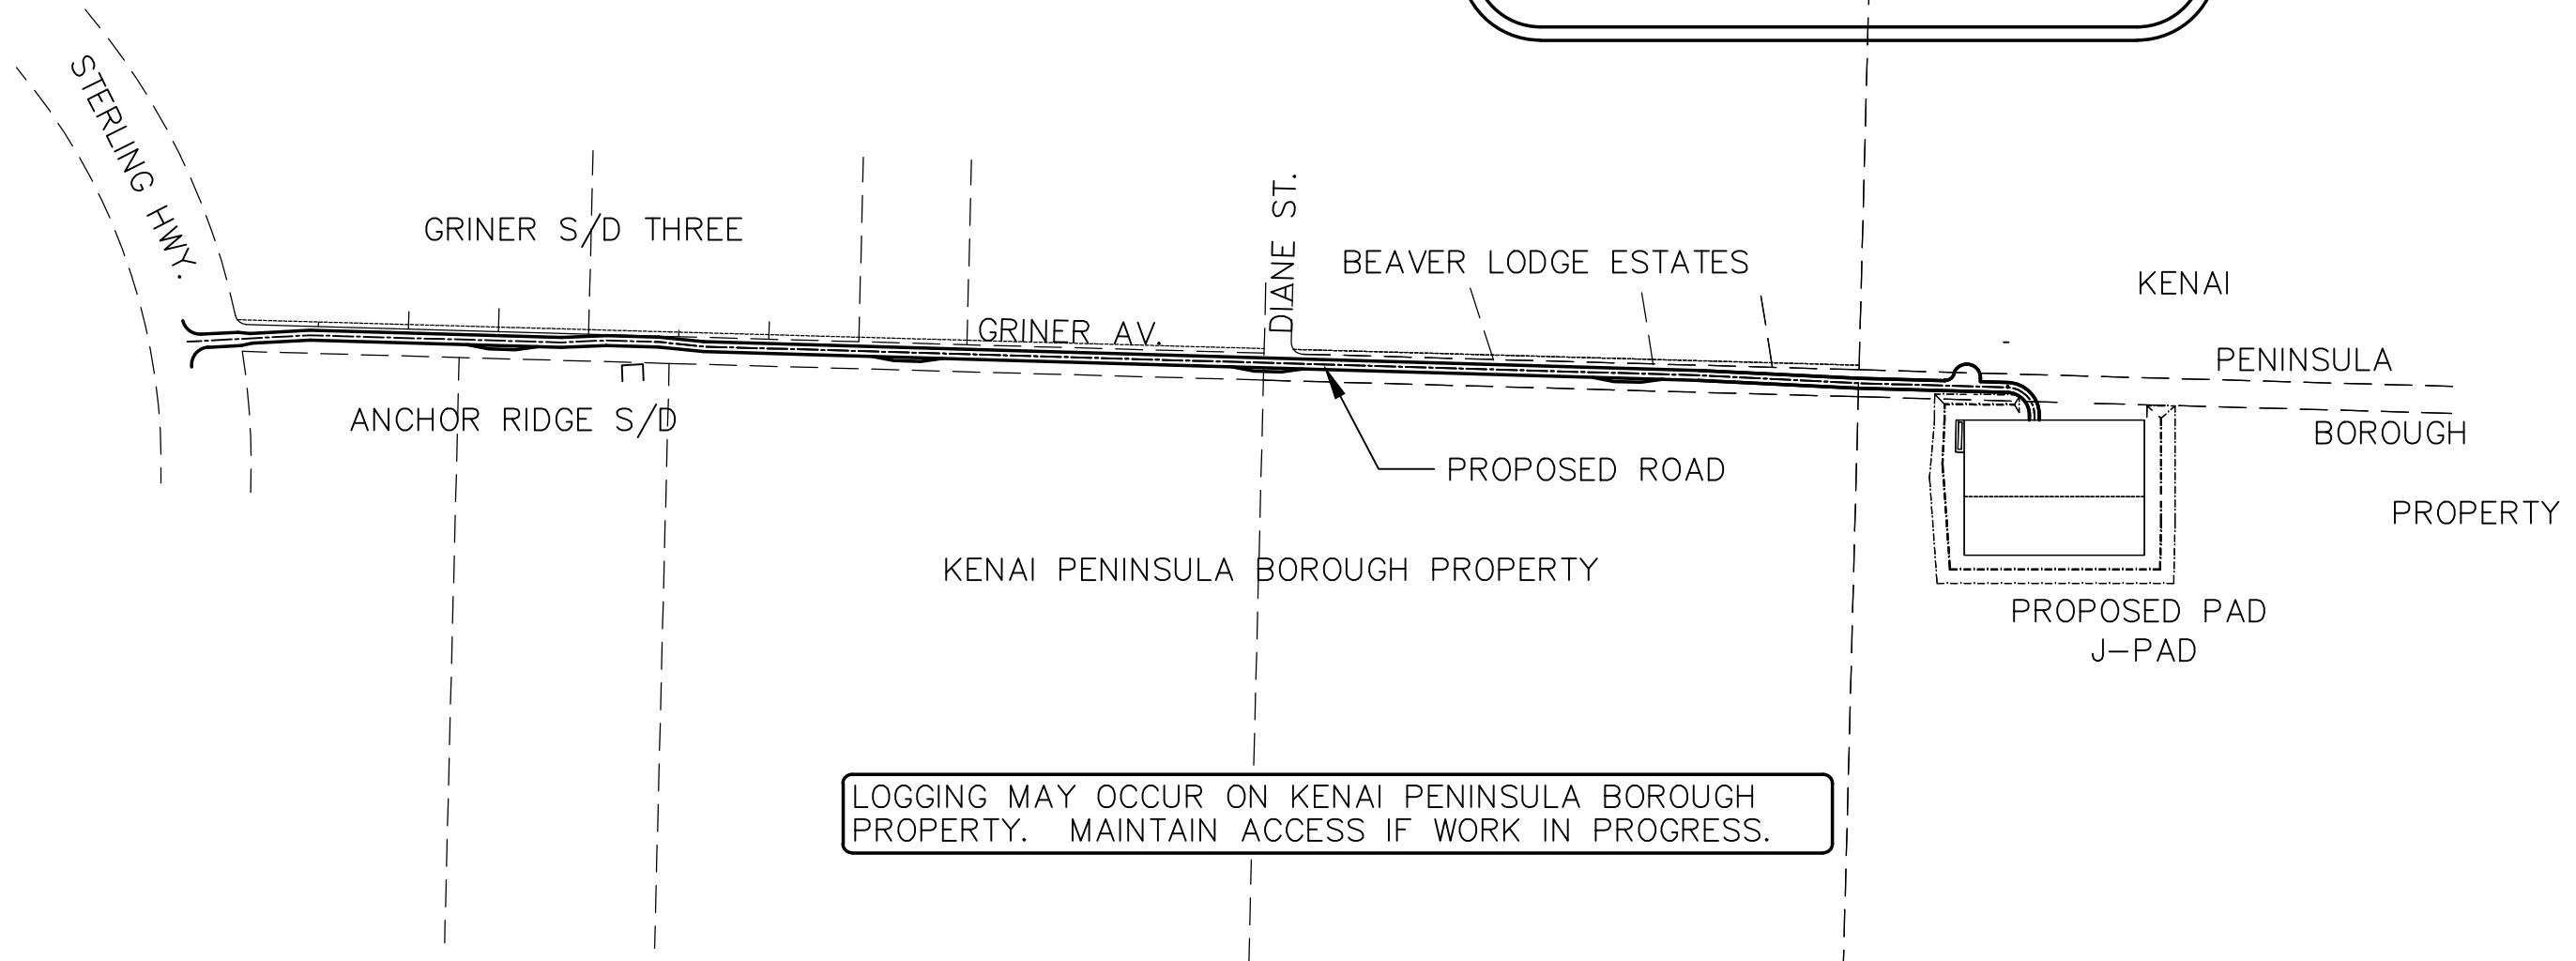 STERLING HWY.
GRINER S/D THREE
GRINER AV.
DIANE ST.
BEAVER LODGE ESTATES
KENAI
PENINSULA
BOROUGH
PROPERTY
ANCHOR RIDGE S/D
PROPOSED ROAD
KENAI PENINSULA BOROUGH PROPERTY
PROPOSED PAD
J-PAD
LOGGING MAY OCCUR ON KENAI PENINSULA BOROUGH
PROPERTY. MAINTAIN ACCESS IF WORK IN PROGRESS.